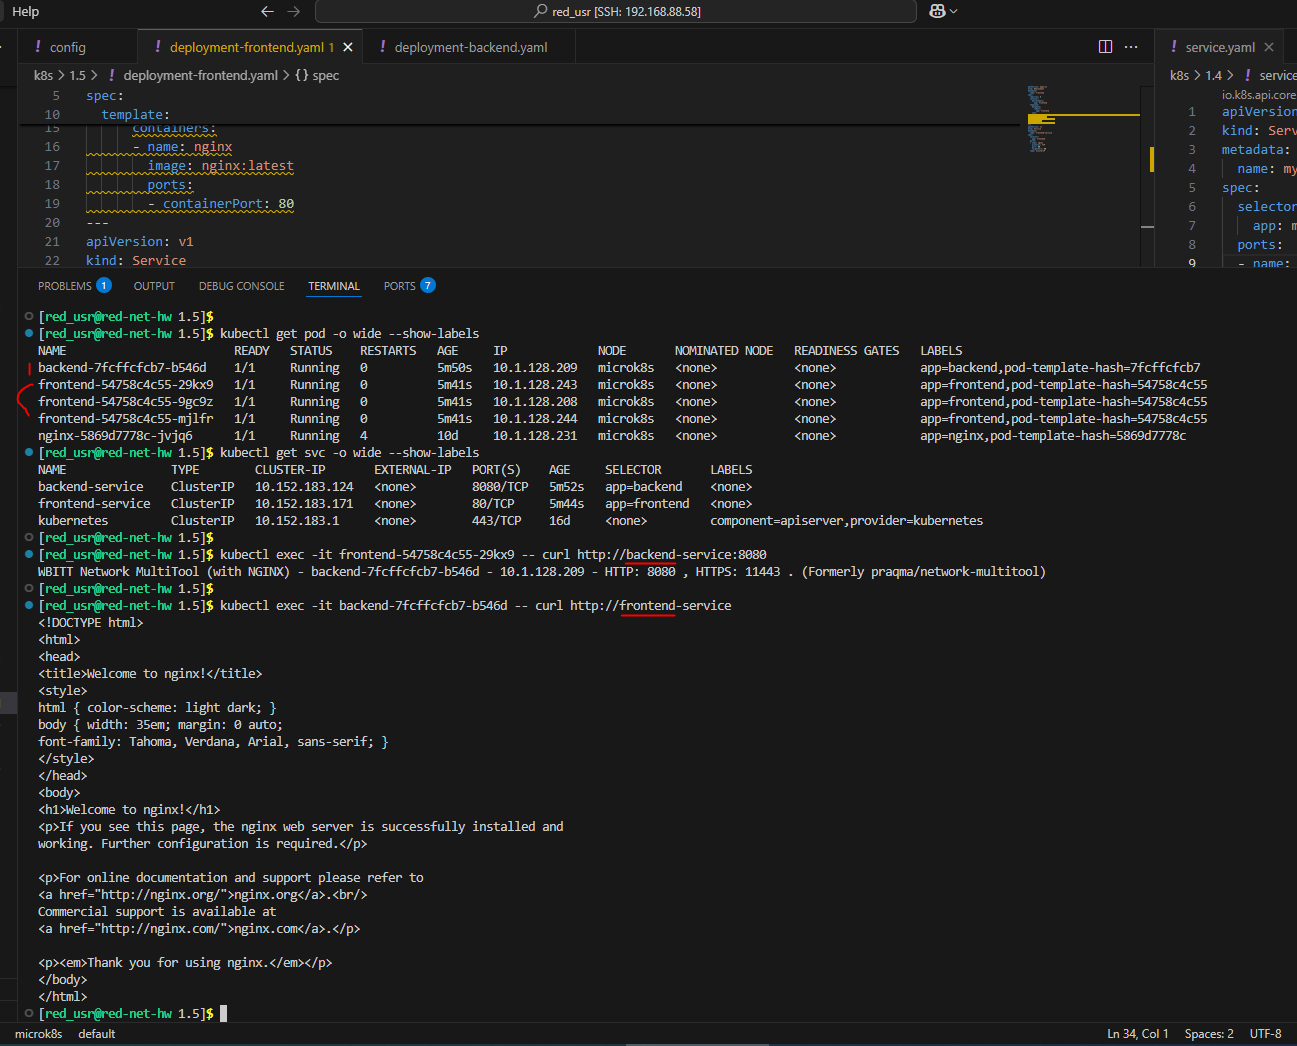 Help
red_usr [SSH: 192.168.88.58]
config
deployment-frontend.yaml 1
deployment-backend.yaml
service.yaml
k8s > 1.5 > ! deployment-frontend.yaml > {} spec
k8s > 1.4 > ! service
5 spec:
10 template:
15 containers:
16 - name: nginx
17 image: nginx:latest
18 ports:
19 - containerPort: 80
20 ---
21 apiVersion: v1
22 kind: Service
io.k8s.api.core
1 apiVersion
2 kind: Serv
3 metadata:
4 name: my
5 spec:
6 selector
7 app: m
8 ports:
9 - name:
PROBLEMS 1 OUTPUT DEBUG CONSOLE TERMINAL PORTS 7
[red_usr@red-net-hw 1.5]$
[red_usr@red-net-hw 1.5]$ kubectl get pod -o wide --show-labels
NAME READY STATUS RESTARTS AGE IP NODE NOMINATED NODE READINESS GATES LABELS
backend-7fcffcfcb7-b546d 1/1 Running 0 5m50s 10.1.128.209 microk8s <none> <none> app=backend,pod-template-hash=7fcffcfcb7
frontend-54758c4c55-29kx9 1/1 Running 0 5m41s 10.1.128.243 microk8s <none> <none> app=frontend,pod-template-hash=54758c4c55
frontend-54758c4c55-9gc9z 1/1 Running 0 5m41s 10.1.128.208 microk8s <none> <none> app=frontend,pod-template-hash=54758c4c55
frontend-54758c4c55-mjlfr 1/1 Running 0 5m41s 10.1.128.244 microk8s <none> <none> app=frontend,pod-template-hash=54758c4c55
nginx-5869d7778c-jvjq6 1/1 Running 4 10d 10.1.128.231 microk8s <none> <none> app=nginx,pod-template-hash=5869d7778c
[red_usr@red-net-hw 1.5]$ kubectl get svc -o wide --show-labels
NAME TYPE CLUSTER-IP EXTERNAL-IP PORT(S) AGE SELECTOR LABELS
backend-service ClusterIP 10.152.183.124 <none> 8080/TCP 5m52s app=backend <none>
frontend-service ClusterIP 10.152.183.171 <none> 80/TCP 5m44s app=frontend <none>
kubernetes ClusterIP 10.152.183.1 <none> 443/TCP 16d <none> component=apiserver,provider=kubernetes
[red_usr@red-net-hw 1.5]$
[red_usr@red-net-hw 1.5]$ kubectl exec -it frontend-54758c4c55-29kx9 -- curl http://backend-service:8080
WBITT Network MultiTool (with NGINX) - backend-7fcffcfcb7-b546d - 10.1.128.209 - HTTP: 8080 , HTTPS: 11443 . (Formerly praqma/network-multitool)
[red_usr@red-net-hw 1.5]$
[red_usr@red-net-hw 1.5]$ kubectl exec -it backend-7fcffcfcb7-b546d -- curl http://frontend-service
<!DOCTYPE html>
<html>
<head>
<title>Welcome to nginx!</title>
<style>
html { color-scheme: light dark; }
body { width: 35em; margin: 0 auto;
font-family: Tahoma, Verdana, Arial, sans-serif; }
</style>
</head>
<body>
<h1>Welcome to nginx!</h1>
<p>If you see this page, the nginx web server is successfully installed and
working. Further configuration is required.</p>
<p>For online documentation and support please refer to
<a href="http://nginx.org/">nginx.org</a>.<br/>
Commercial support is available at
<a href="http://nginx.com/">nginx.com</a>.</p>
<p><em>Thank you for using nginx.</em></p>
</body>
</html>
[red_usr@red-net-hw 1.5]$
microk8s default Ln 34, Col 1 Spaces: 2 UTF-8